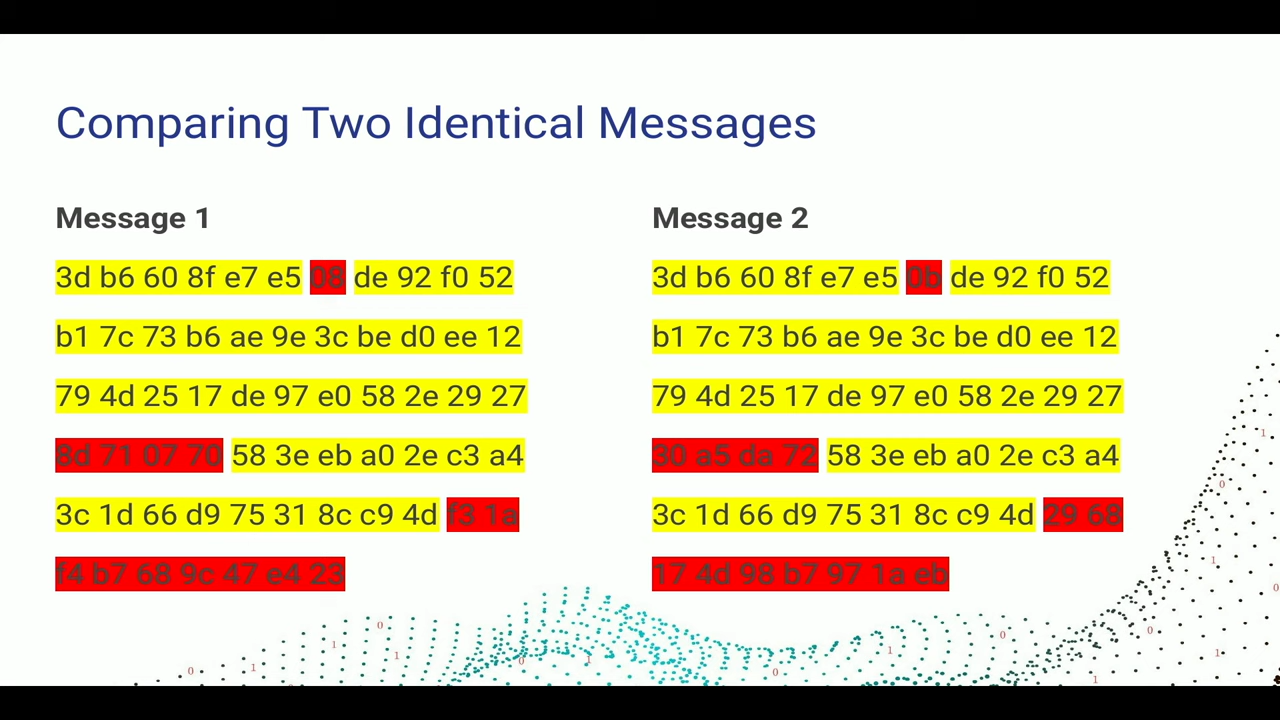 Comparing Two Identical Messages
Message 1
3d b6 60 8f e7 e5 08 de 92 f0 52
b1 7c 73 b6 ae 9e 3c be d0 ee 12
79 4d 25 17 de 97 e0 58 2e 29 27
8d 71 07 70 58 3e eb a0 2e c3 a4
3c 1d 66 d9 75 31 8c c9 4d f3 1a
f4 b7 68 9c 47 e4 23
Message 2
3d b6 60 8f e7 e5 0b de 92 f0 52
b1 7c 73 b6 ae 9e 3c be d0 ee 12
79 4d 25 17 de 97 e0 58 2e 29 27
30 a5 da 72 58 3e eb a0 2e c3 a4
3c 1d 66 d9 75 31 8c c9 4d 29 68
17 4d 98 b7 97 1a eb